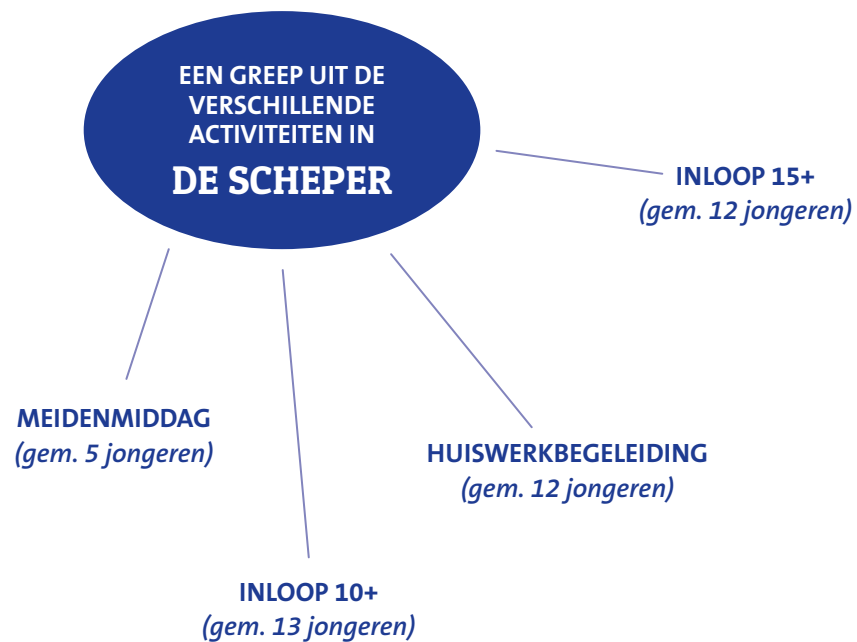 EEN GREEP UIT DE
VERSCHILLENDE
ACTIVITEITEN IN
DE SCHEPER
INLOOP 15+
(gem. 12 jongeren)
MEIDENMIDDAG
(gem. 5 jongeren)
HUISWERKBEGELEIDING
(gem. 12 jongeren)
INLOOP 10+
(gem. 13 jongeren)